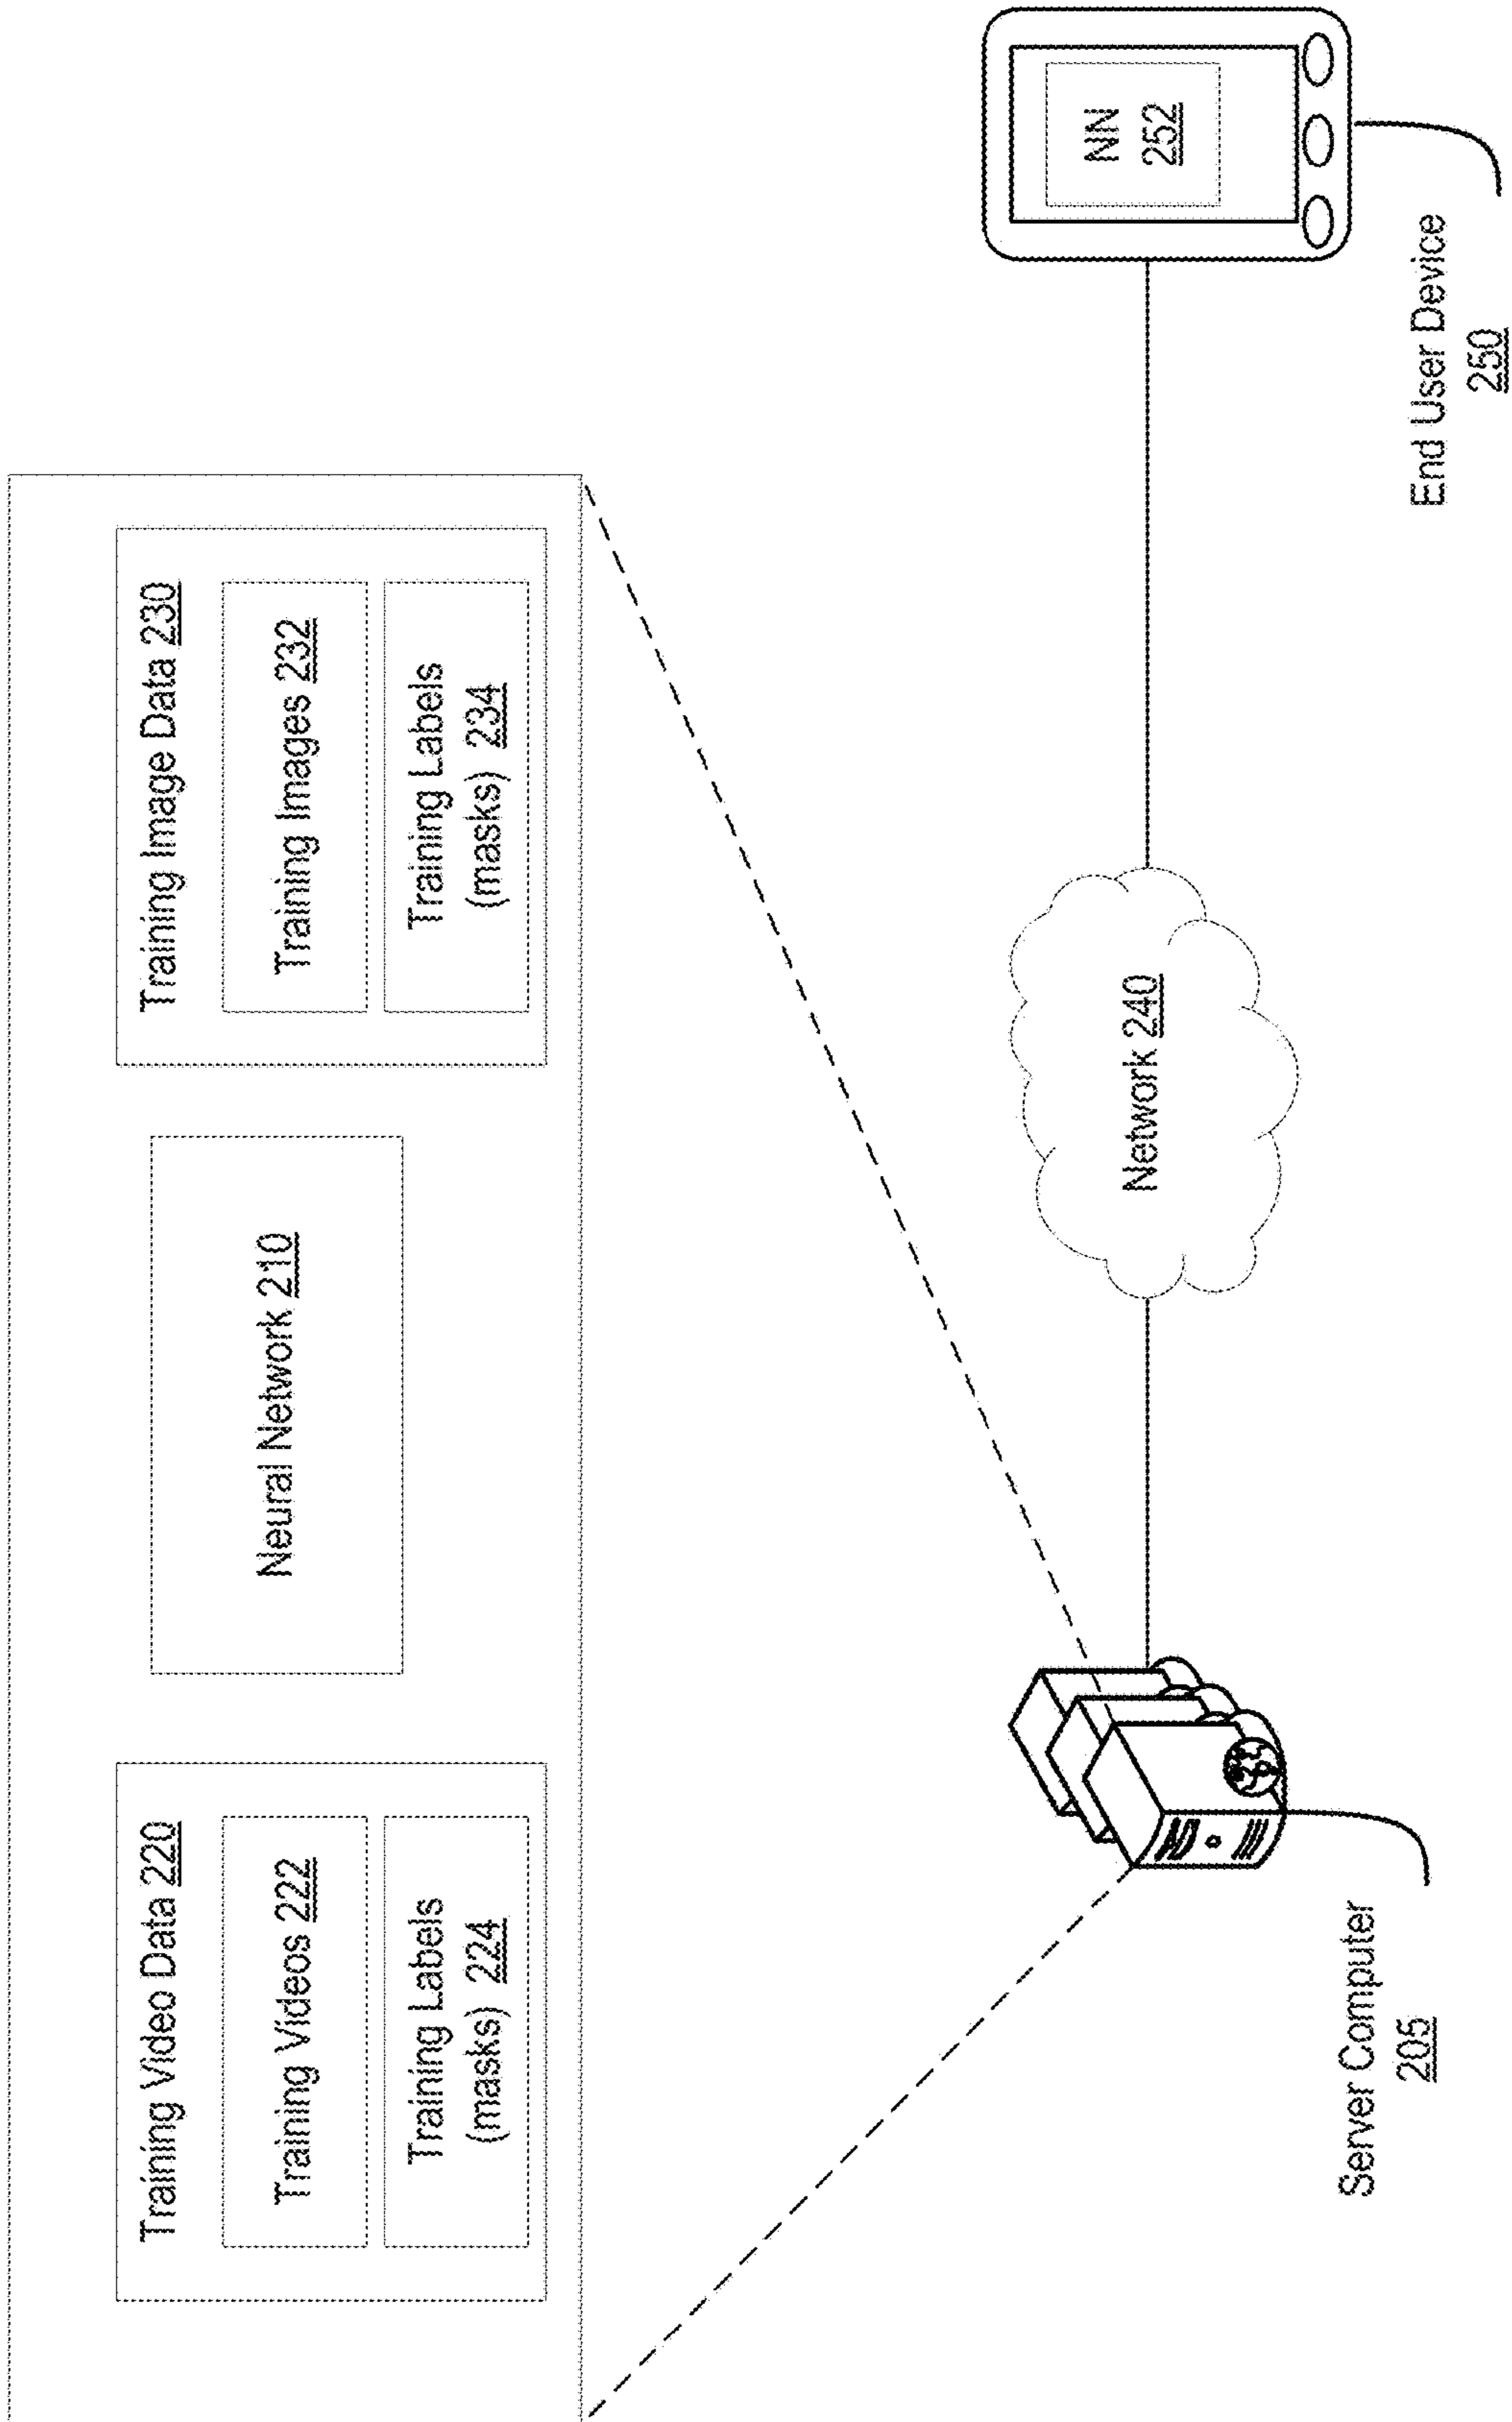 Training Video Data 220
Training Videos 222
Training Labels
(masks) 224
Neural Network 210
Training Image Data 230
Training Images 232
Training Labels
(masks) 234
Server Computer
205
Network 240
NN
252
End User Device
250